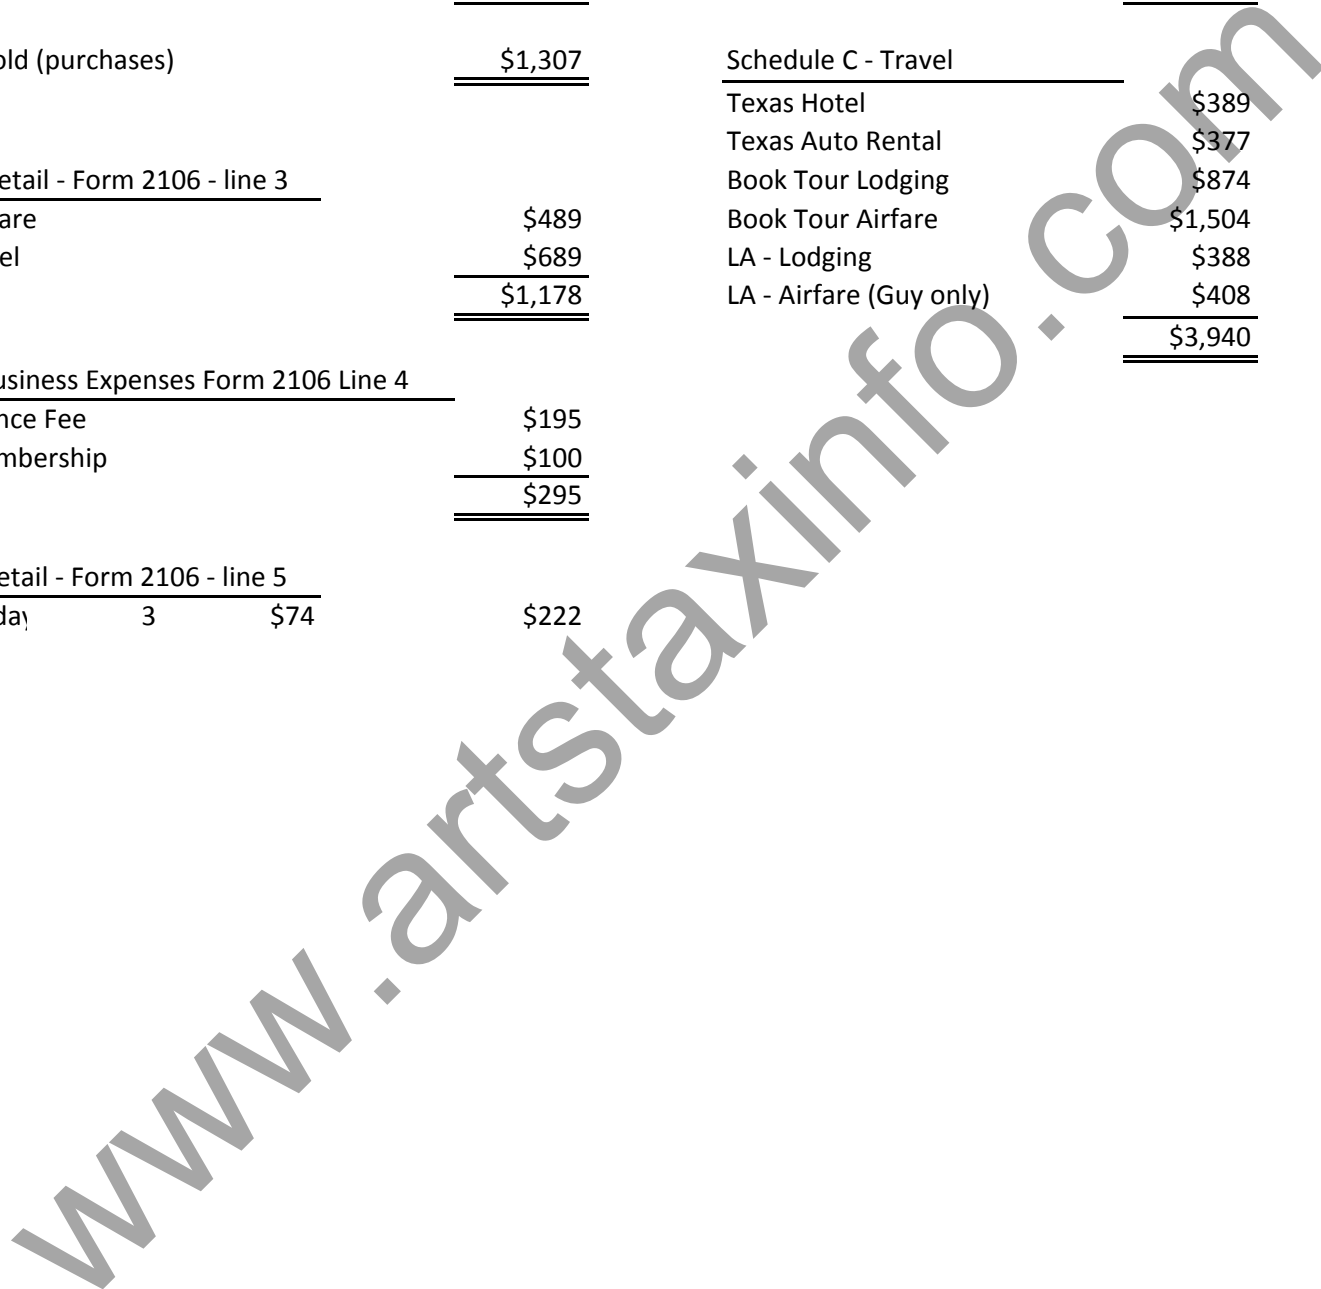 old (purchases) $1,307
etail - Form 2106 - line 3
are $489
el $689
$1,178
usiness Expenses Form 2106 Line 4
nce Fee $195
mbership $100
$295
etail - Form 2106 - line 5
day 3 $74 $222
Schedule C - Travel
Texas Hotel $389
Texas Auto Rental $377
Book Tour Lodging $874
Book Tour Airfare $1,504
LA - Lodging $388
LA - Airfare (Guy only) $408
$3,940
www.artstaxinfo.com